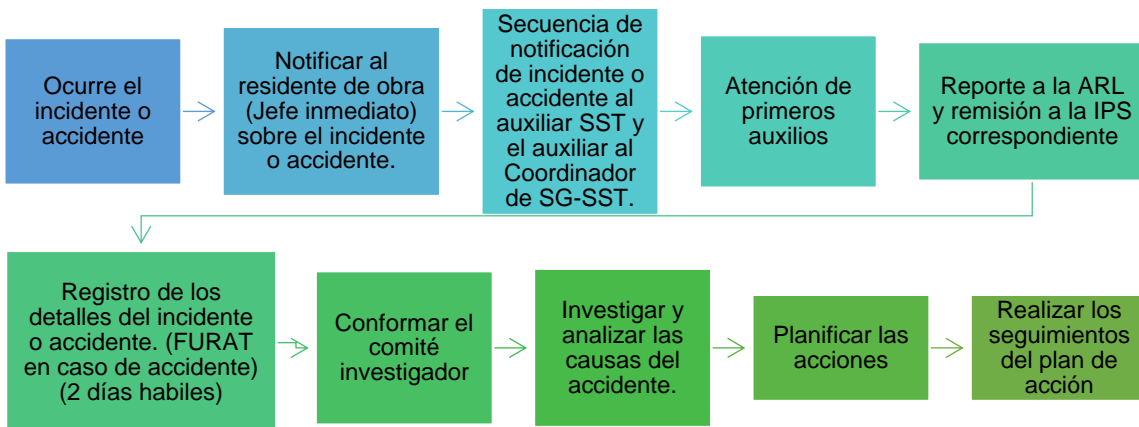 Ocurre el
incidente o
accidente
Notificar al
residente de obra
(Jefe inmediato)
sobre el incidente
o accidente.
Secuencia de
notificación
de incidente o
accidente al
auxiliar SST y
el auxiliar al
Coordinador
de SG-SST.
Atención de
primeros
auxilios
Reporte a la ARL
y remisión a la IPS
correspondiente
Registro de los
detalles del incidente
o accidente. (FURAT
en caso de accidente)
(2 días habiles)
Conformar el
comité
investigador
Investigar y
analizar las
causas del
accidente.
Planificar las
acciones
Realizar los
seguimientos
del plan de
acción